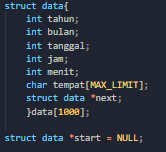 struct data{
int tahun;
int bulan;
int tanggal;
int jam;
int menit;
char tempat[MAX_LIMIT];
struct data *next;
}data[1000];
struct data *start = NULL;